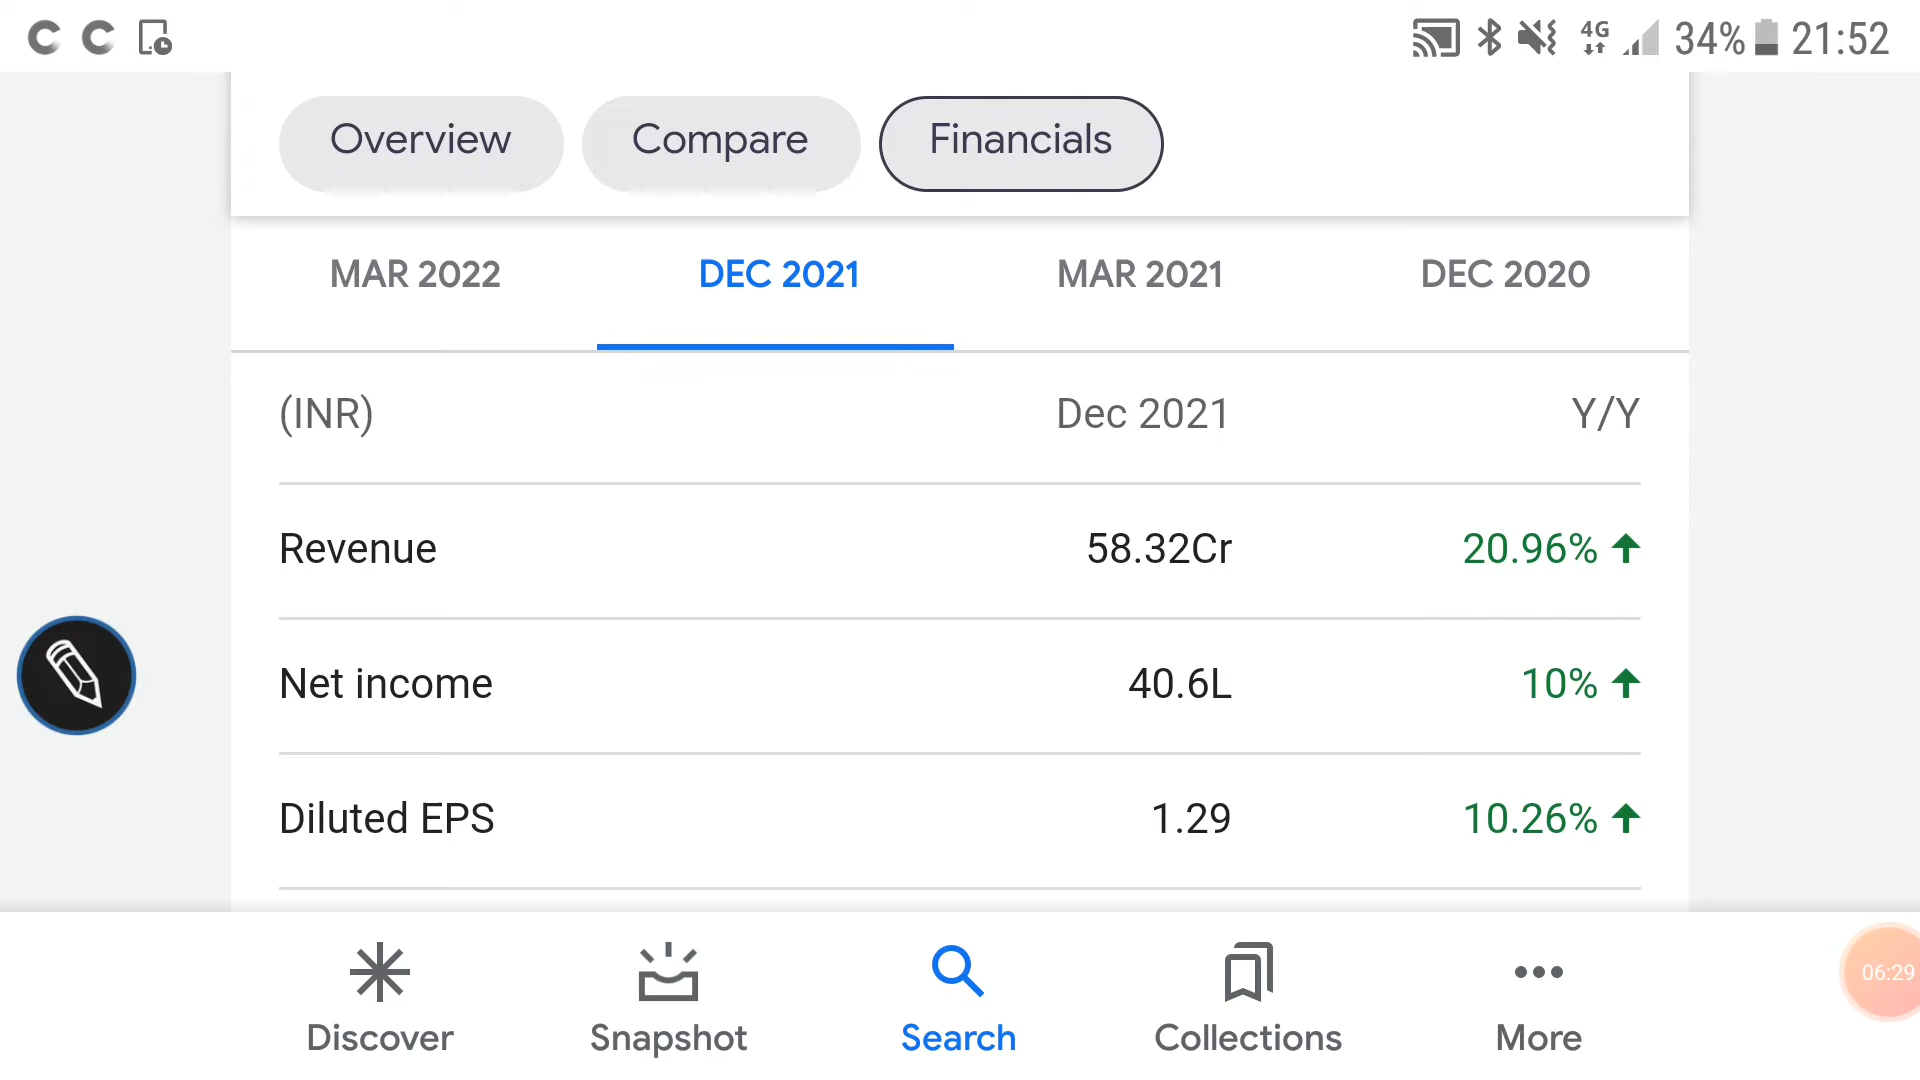 4G 34% 21:52
Overview Compare Financials
MAR 2022 DEC 2021 MAR 2021 DEC 2020
(INR) Dec 2021 Y/Y
Revenue 58.32Cr 20.96%
Net income 40.6L 10%
Diluted EPS 1.29 10.26%
Discover Snapshot Search Collections More
06:29